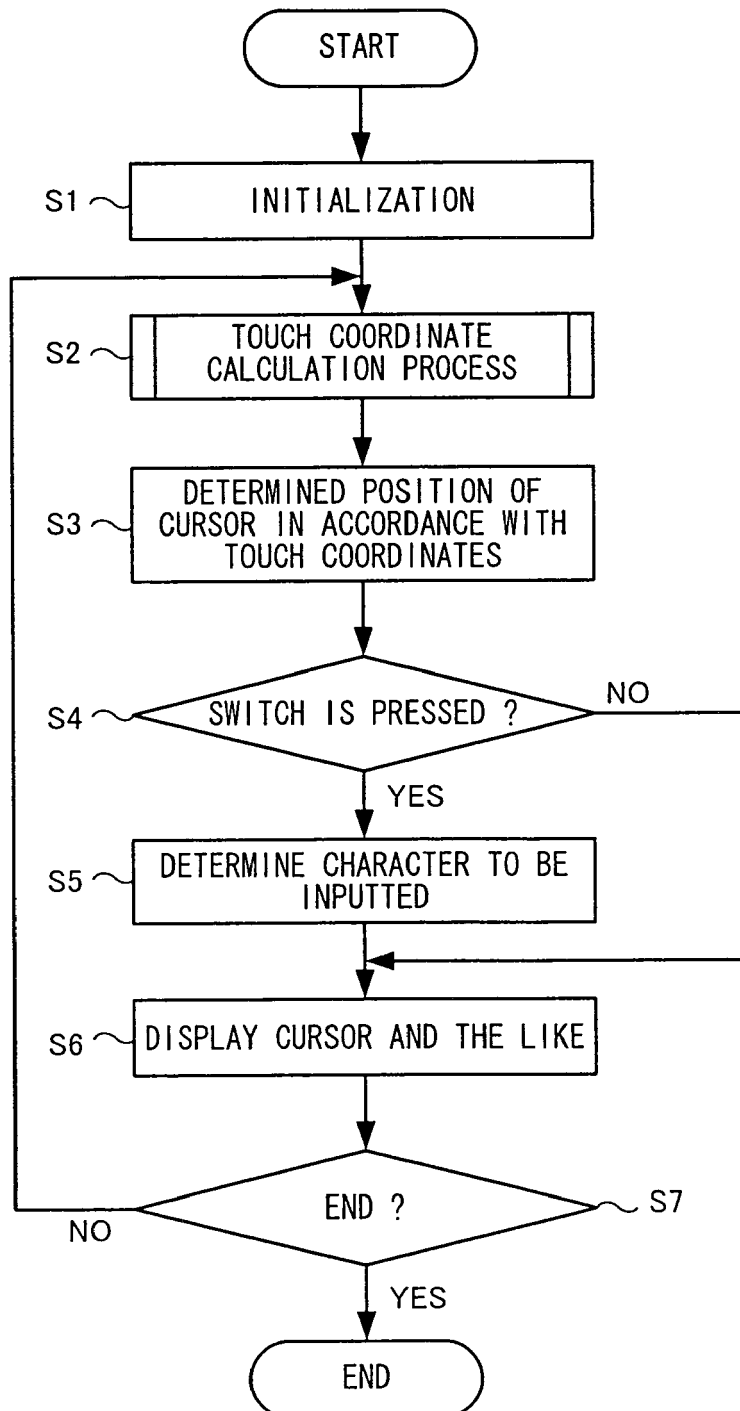 START
S1
INITIALIZATION
S2
TOUCH COORDINATE
CALCULATION PROCESS
S3
DETERMINED POSITION OF
CURSOR IN ACCORDANCE WITH
TOUCH COORDINATES
S4
SWITCH IS PRESSED ?
NO
YES
S5
DETERMINE CHARACTER TO BE
INPUTTED
S6
DISPLAY CURSOR AND THE LIKE
END ?
S7
NO
YES
END